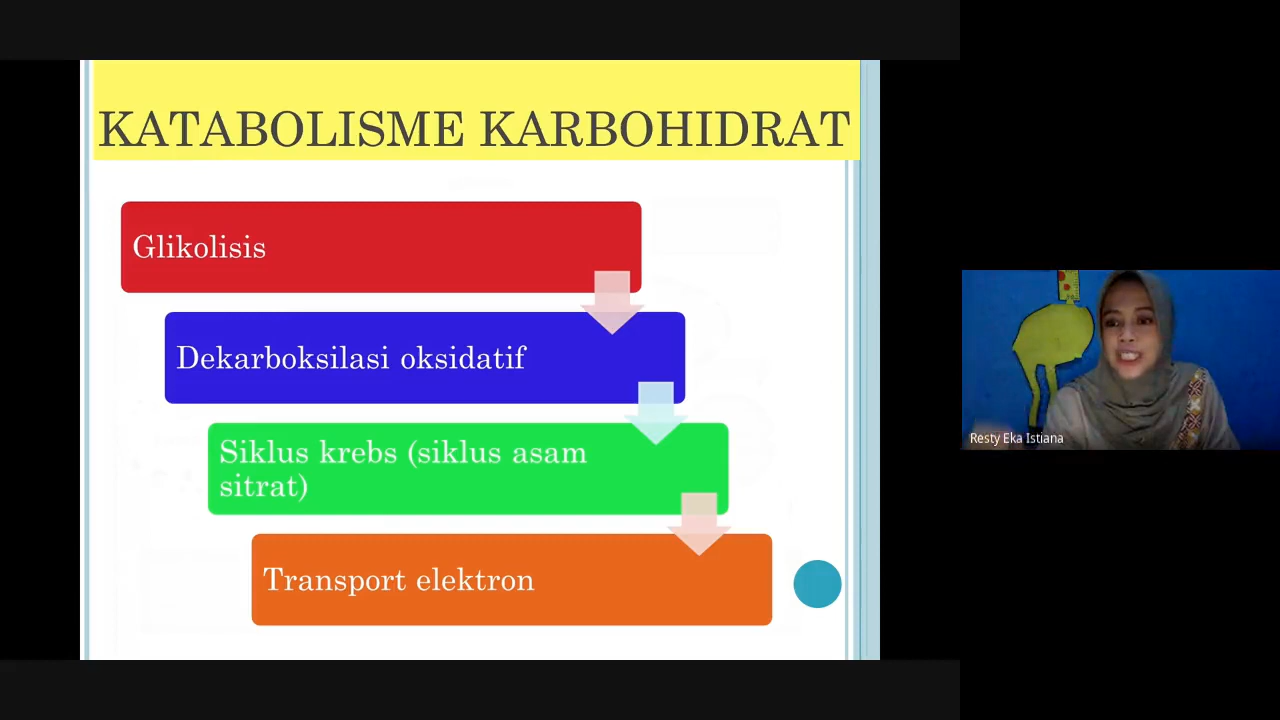 KATABOLISME KARBOHIDRAT
Glikolisis
Dekarboksilasi oksidatif
Siklus krebs (siklus asam
sitrat)
Transport elektron
Resty Eka Istiana